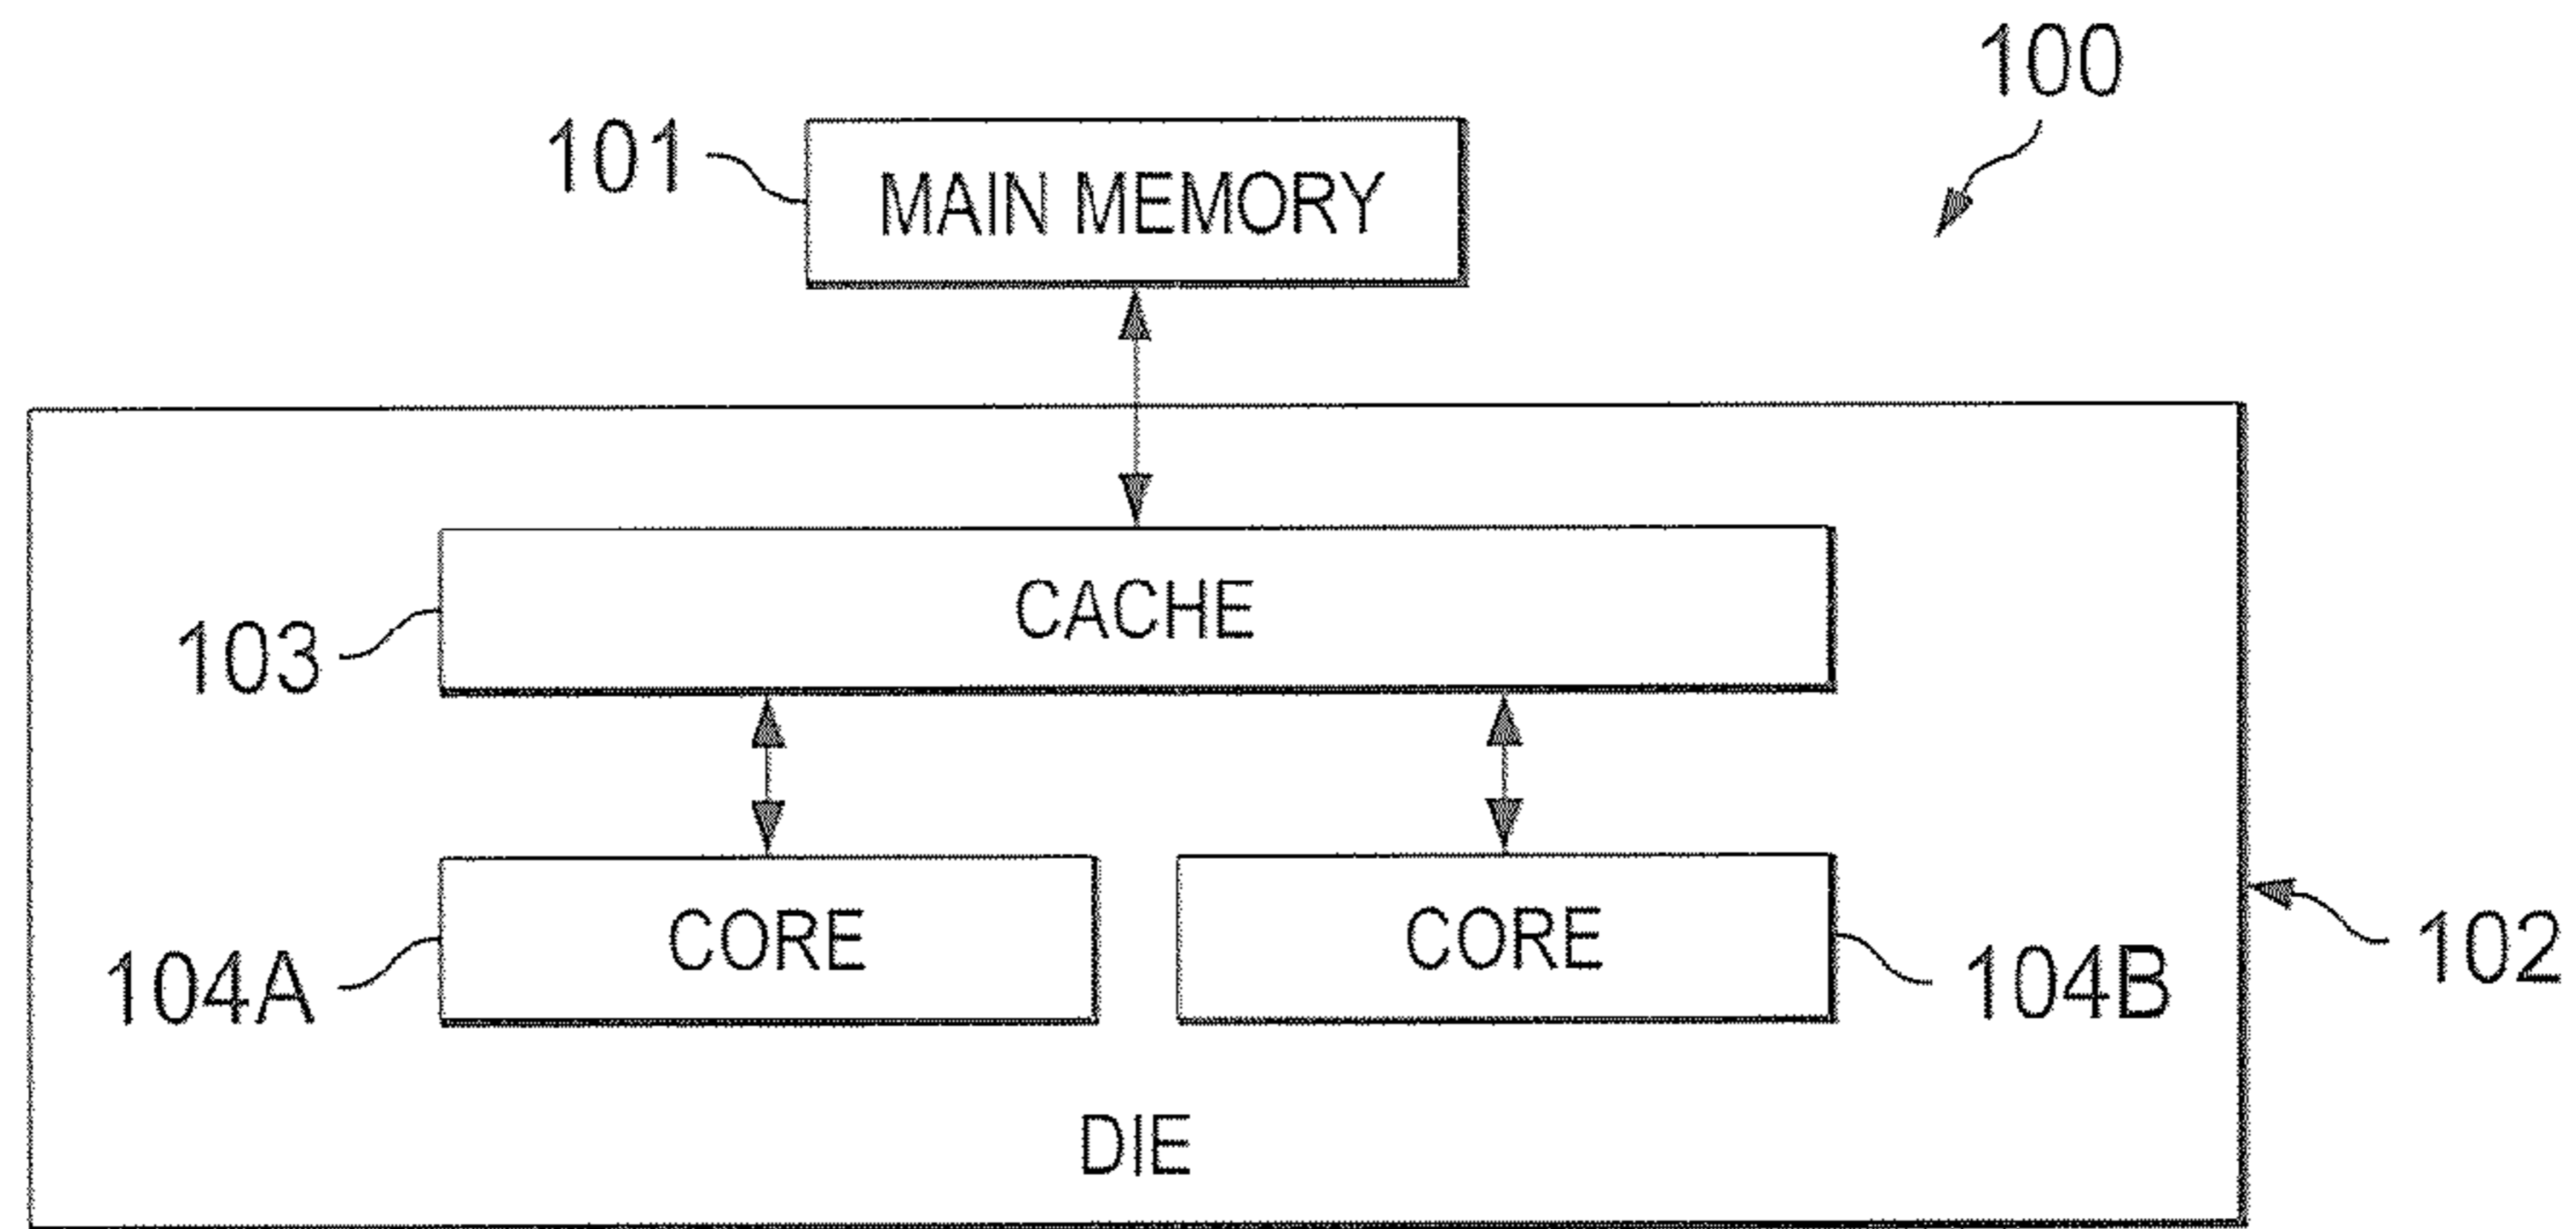 100
101 MAIN MEMORY
CACHE
103
CORE CORE
104A 104B 102
DIE